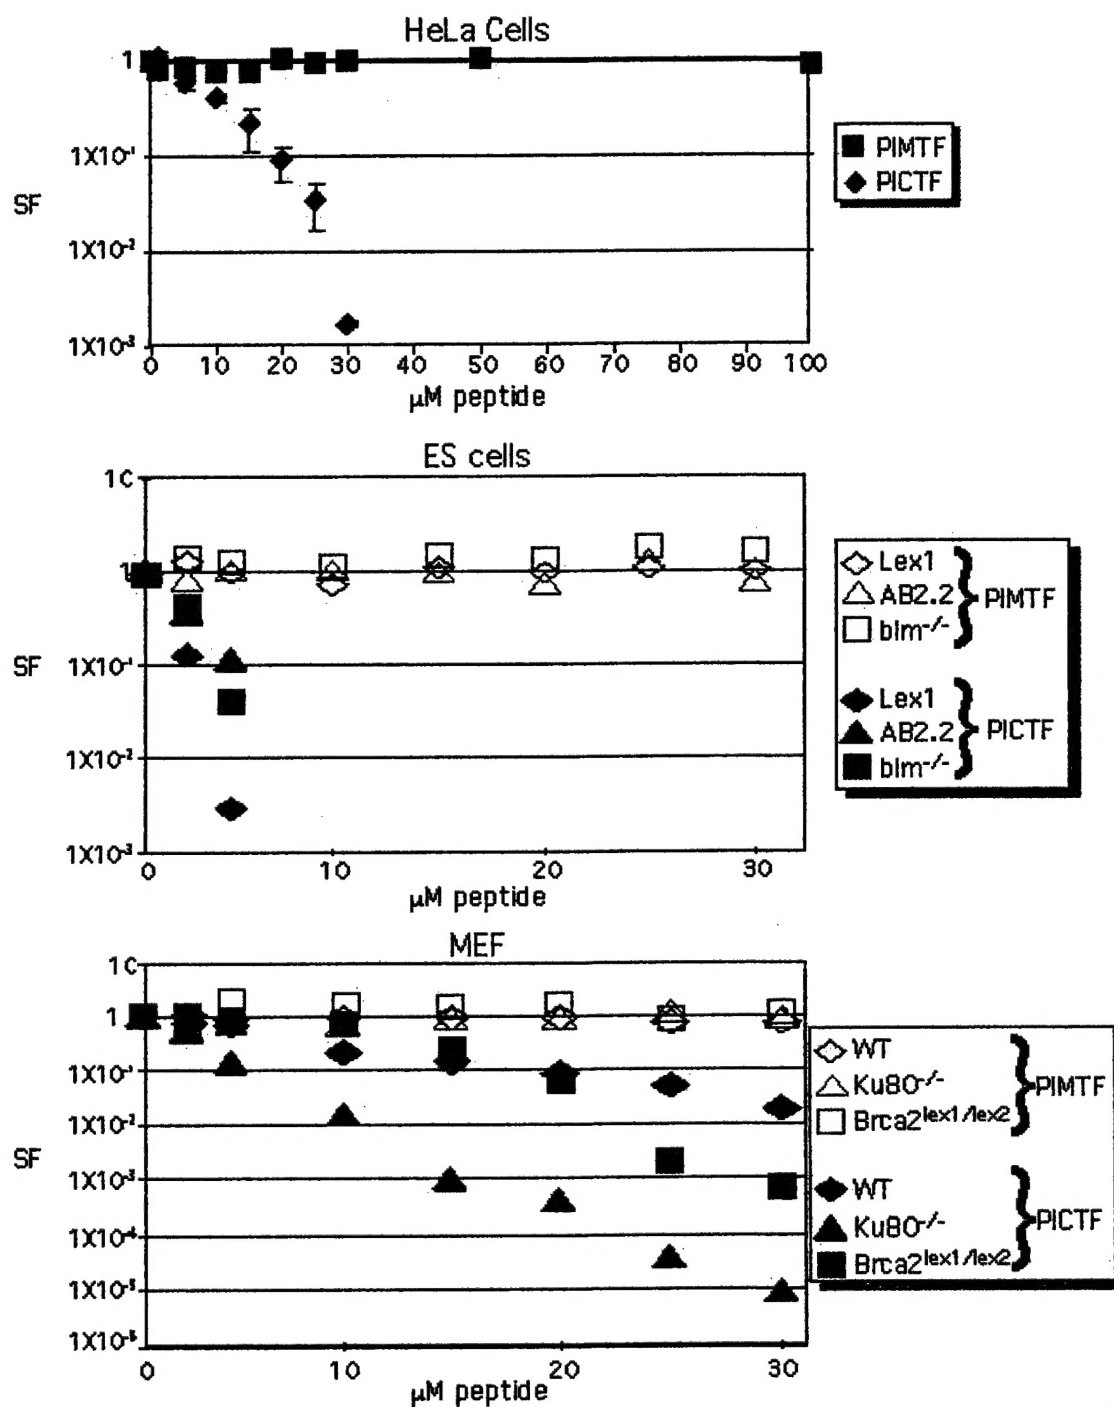 HeLa Cells
1
1X10-1
SF
1X10-2
1X10-3
0 10 20 30 40 50 60 70 80 90 100
µM peptide
PIMTF
PICTF
ES cells
1C
1
SF
1X10-1
1X10-2
1X10-3
0 10 20 30
µM peptide
Lex1
AB2.2
blm-/-
PIMTF
Lex1
AB2.2
blm-/-
PICTF
MEF
1C
1
1X10-1
1X10-2
SF
1X10-3
1X10-4
1X10-5
1X10-6
0 10 20 30
µM peptide
WT
Ku80-/-
Brca2lex1/lex2
PIMTF
WT
Ku80-/-
Brca2lex1/lex2
PICTF